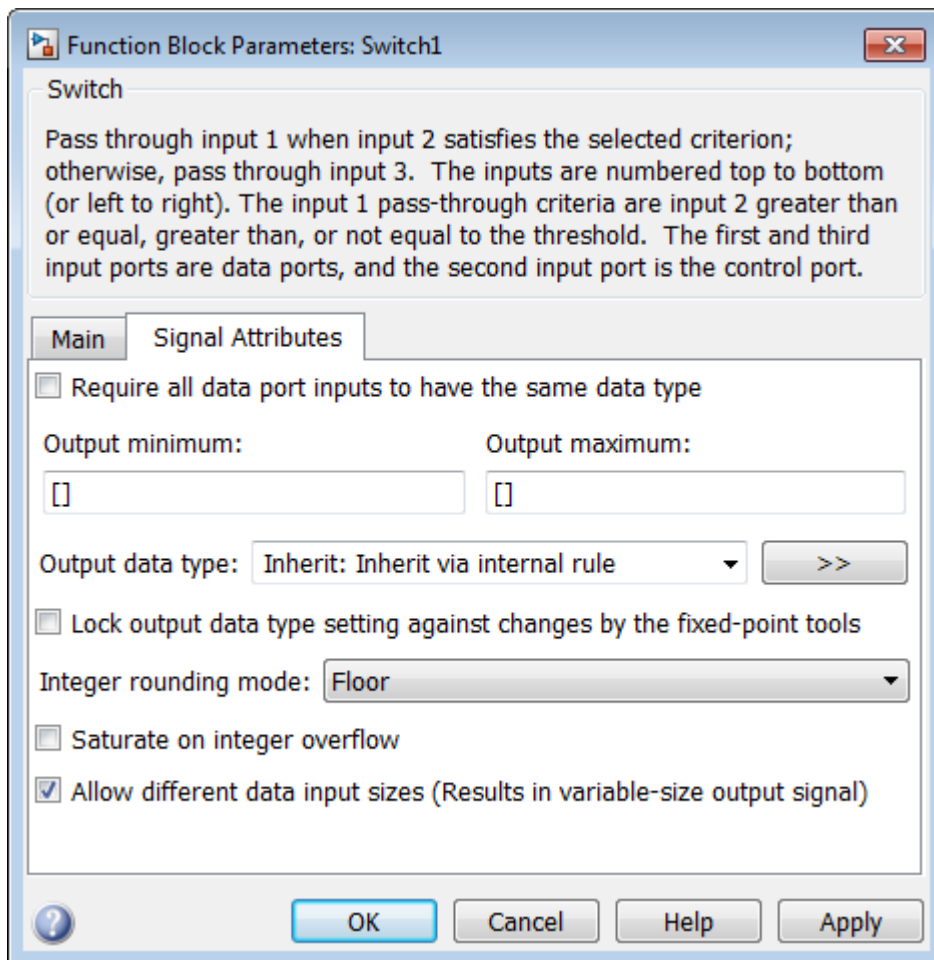 Function Block Parameters: Switch1
Switch
Pass through input 1 when input 2 satisfies the selected criterion;
otherwise, pass through input 3.  The inputs are numbered top to bottom
(or left to right). The input 1 pass-through criteria are input 2 greater than
or equal, greater than, or not equal to the threshold.  The first and third
input ports are data ports, and the second input port is the control port.
Main Signal Attributes
Require all data port inputs to have the same data type
Output minimum: Output maximum:
[] []
Output data type: Inherit: Inherit via internal rule >>
Lock output data type setting against changes by the fixed-point tools
Integer rounding mode: Floor
Saturate on integer overflow
Allow different data input sizes (Results in variable-size output signal)
? OK Cancel Help Apply